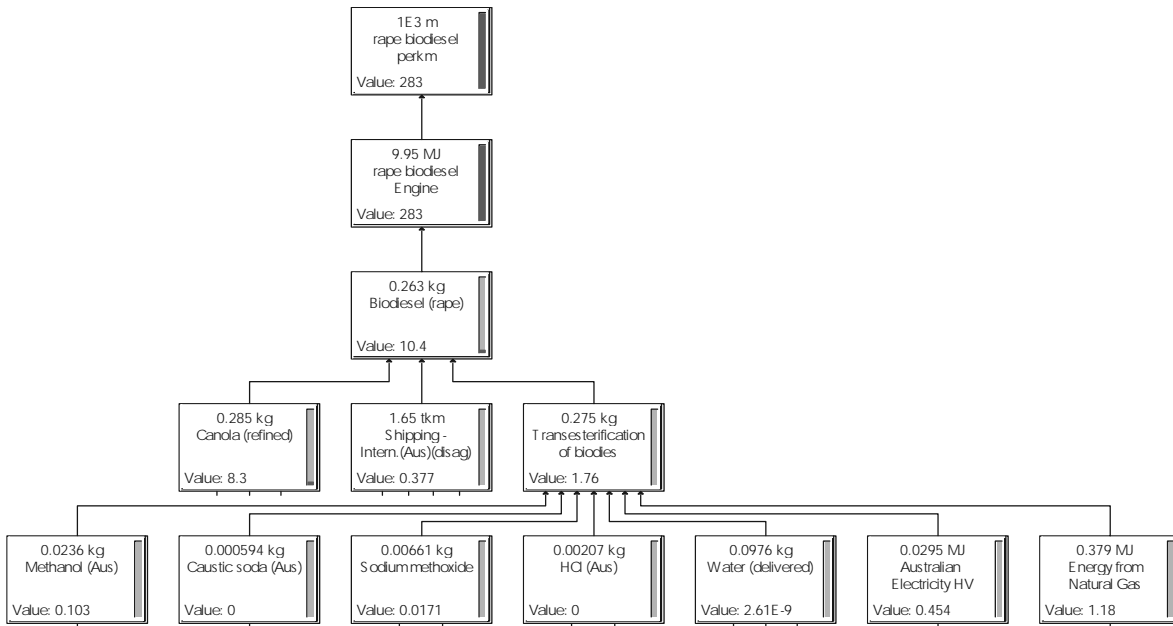 1E3 m
rape biodiesel
perkm
Value: 283
9.95 MJ
rape biodiesel
Engine
Value: 283
0.263 kg
Biodiesel (rape)
Value: 10.4
0.285 kg
Canola (refined)
Value: 8.3
1.65 tkm
Shipping -
Intern.(Aus)(disag)
Value: 0.377
0.275 kg
Transesterification
of biodies
Value: 1.76
0.0236 kg
Methanol (Aus)
Value: 0.103
0.000594 kg
Caustic soda (Aus)
Value: 0
0.00661 kg
Sodium methoxide
Value: 0.0171
0.00207 kg
HCl (Aus)
Value: 0
0.0976 kg
Water (delivered)
Value: 2.61E-9
0.0295 MJ
Australian
Electricity HV
Value: 0.454
0.379 MJ
Energy from
Natural Gas
Value: 1.18